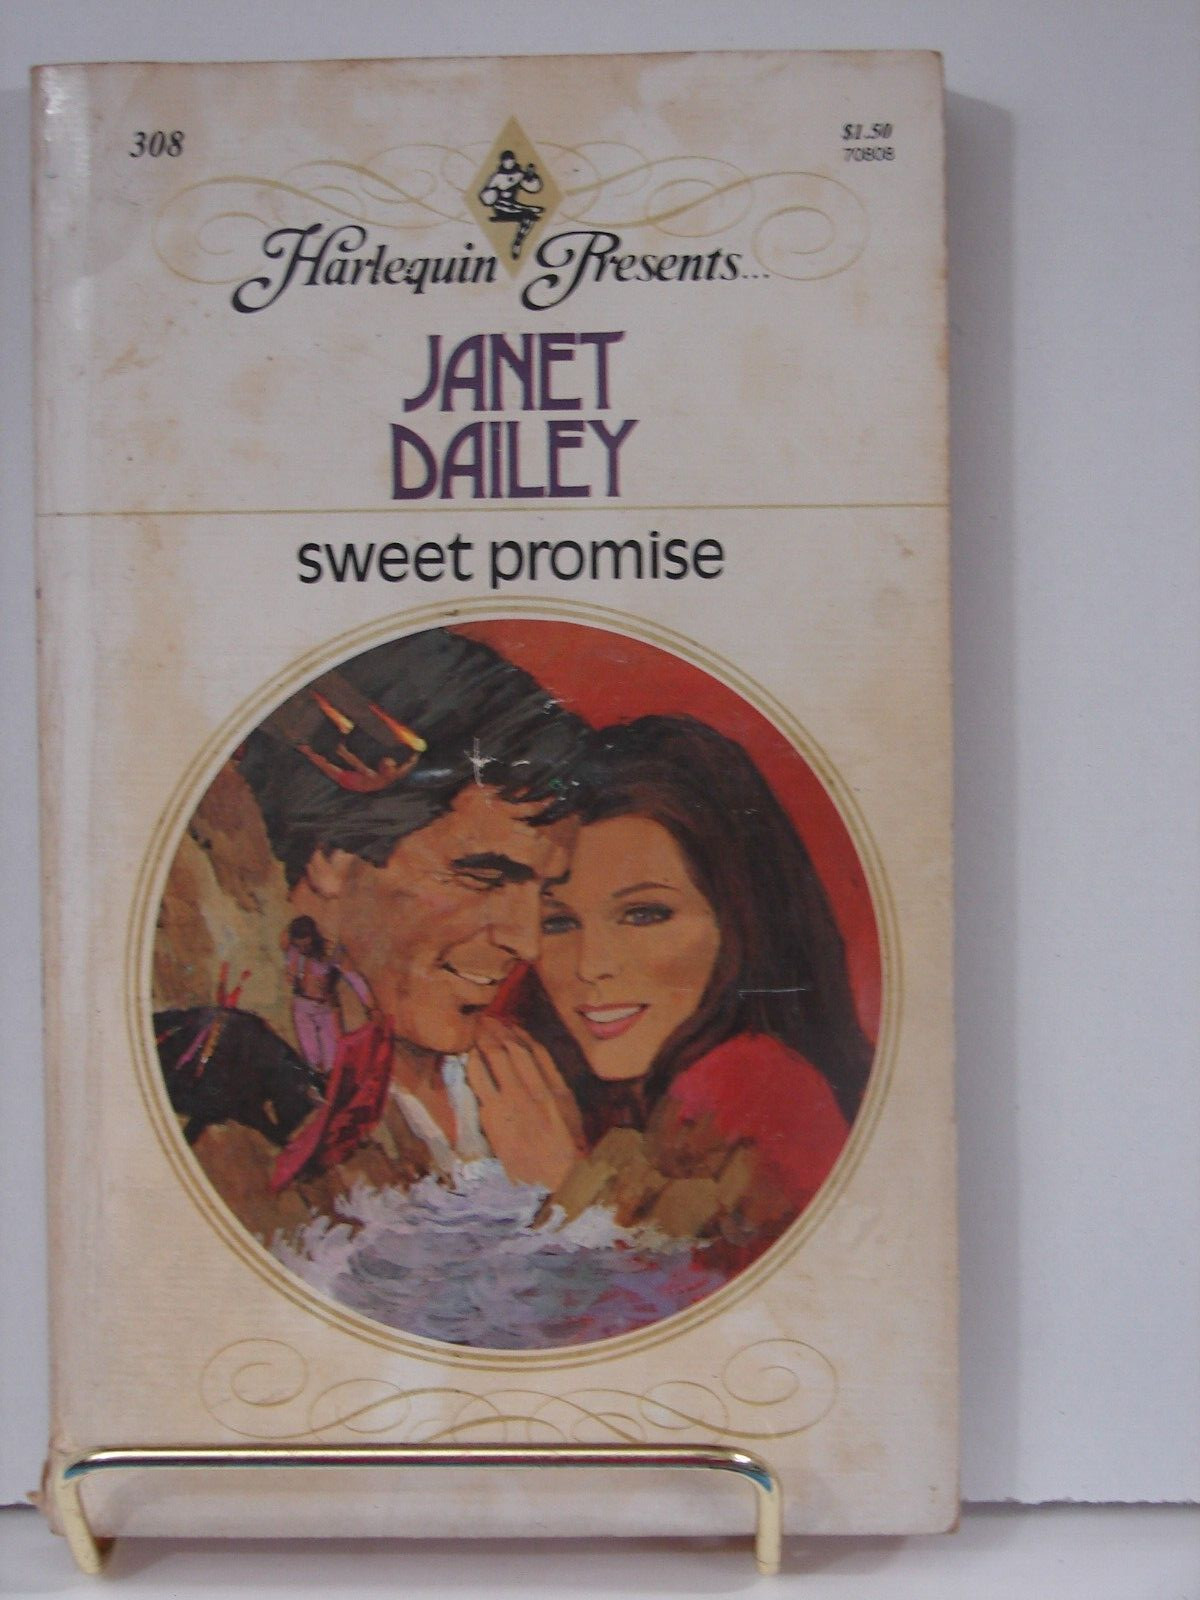 308
$1.50
70808
Harlequin Presents...
JANET
DAILEY
sweet promise